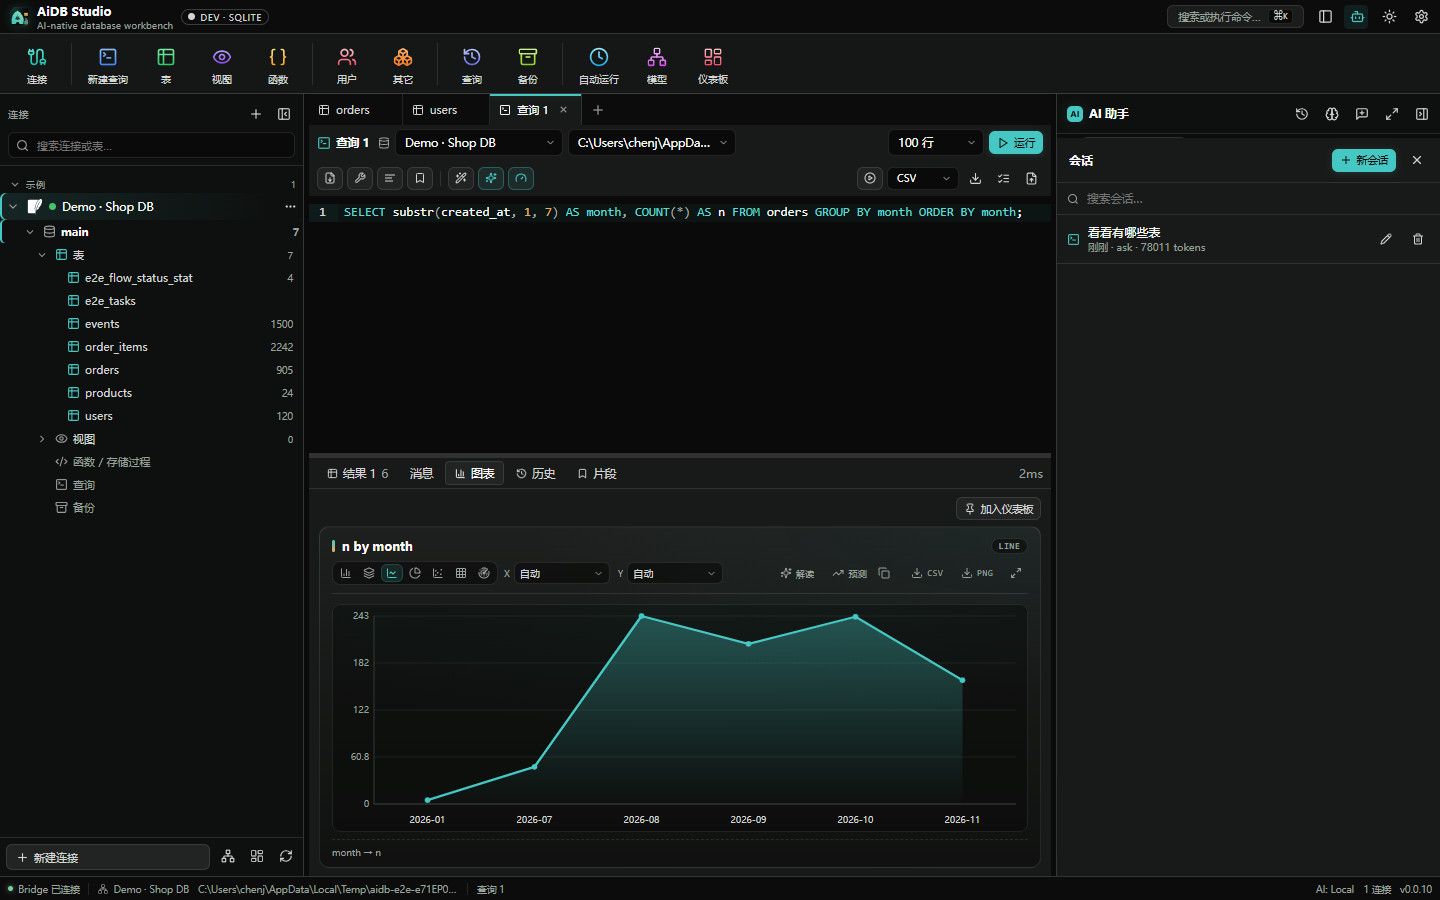 AiDB Studio
AI-native database workbench
DEV · SQLITE
搜索或执行命令... ⌘K
连接
新建查询
表
视图
函数
用户
其它
查询
备份
自动运行
模型
仪表板
连接
搜索连接或表...
示例 1
Demo · Shop DB
main 7
表 7
e2e_flow_status_stat 4
e2e_tasks
events 1500
order_items 2242
orders 905
products 24
users 120
视图 0
函数 / 存储过程
查询
备份
新建连接
orders
users
查询 1
查询 1
Demo · Shop DB
C:\Users\chenj\AppDa...
100 行
运行
CSV
1 SELECT substr(created_at, 1, 7) AS month, COUNT(*) AS n FROM orders GROUP BY month ORDER BY month;
结果 1 6
消息
图表
历史
片段
2ms
加入仪表板
n by month
LINE
X 自动
Y 自动
解读
预测
CSV
PNG
243
182
122
60.8
0
2026-01
2026-07
2026-08
2026-09
2026-10
2026-11
month → n
AI AI 助手
会话
新会话
搜索会话...
看看有哪些表
刚刚 · ask · 78011 tokens
Bridge 已连接
Demo · Shop DB
C:\Users\chenj\AppData\Local\Temp\aidb-e2e-e71EP0...
查询 1
AI: Local
1 连接
v0.0.10